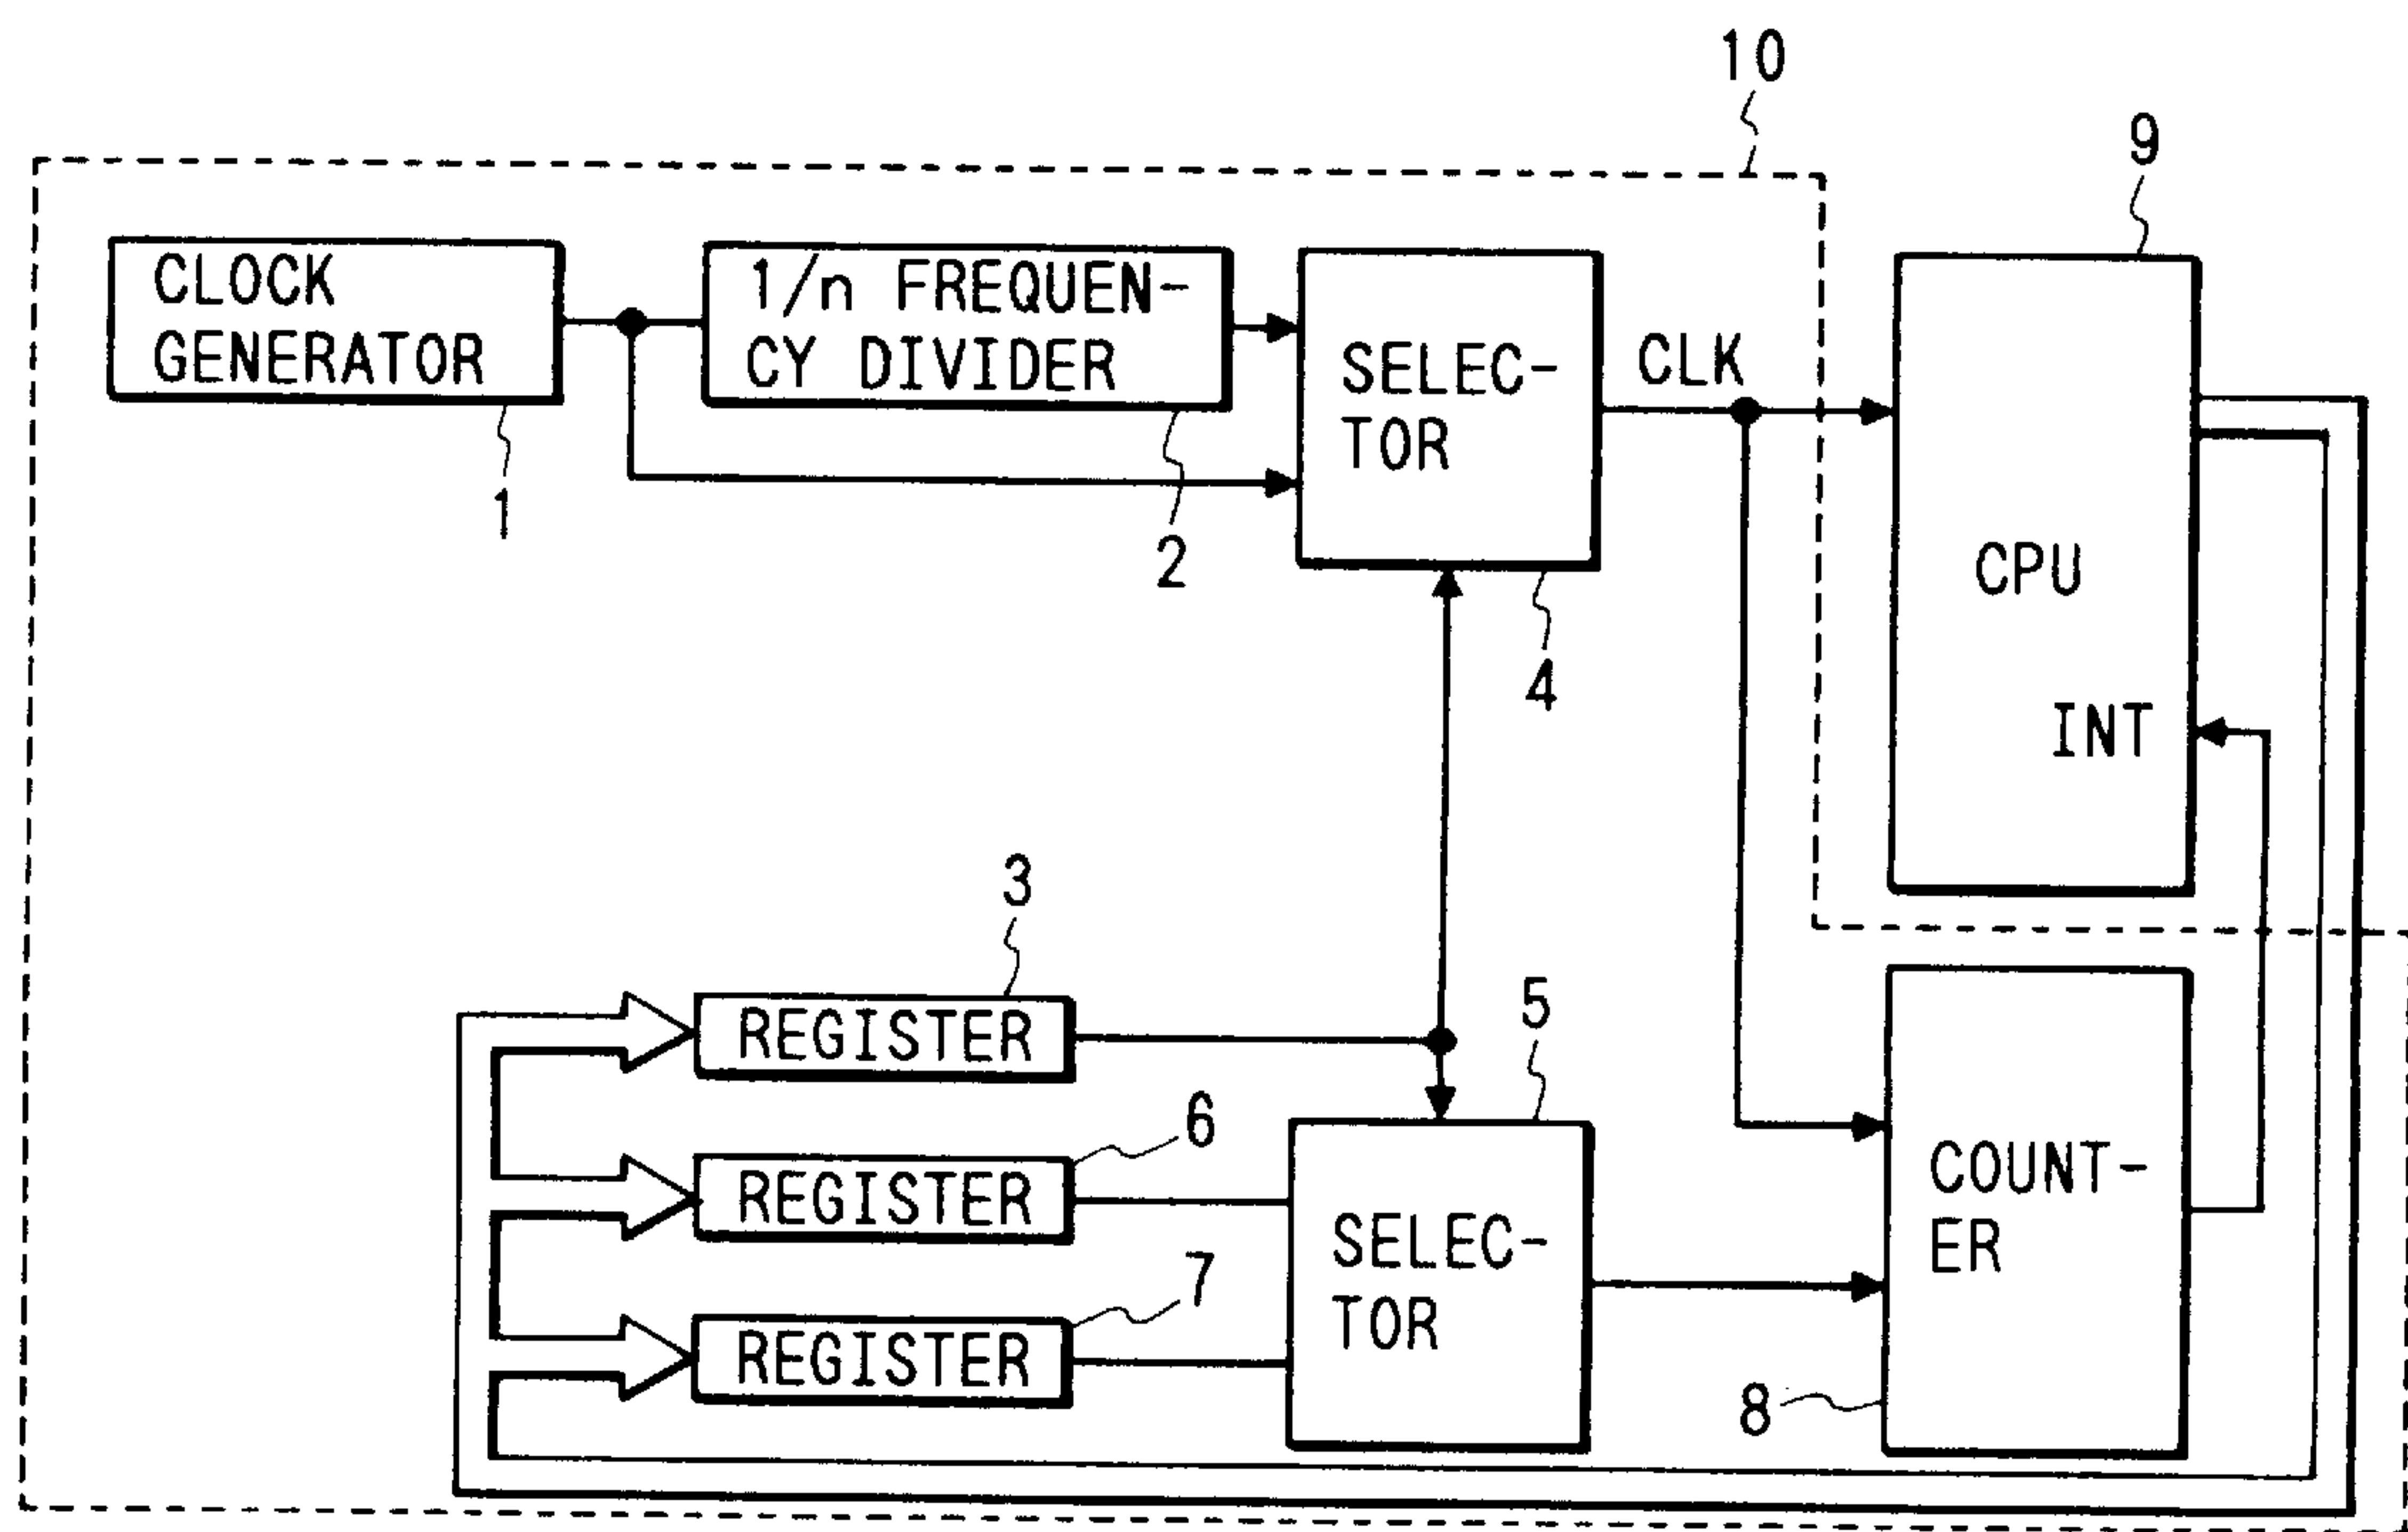 10
9
CLOCK
GENERATOR
1/n FREQUEN-
CY DIVIDER
SELEC-
TOR
CLK
1
2
4
CPU
INT
3
REGISTER
5
6
REGISTER
7
REGISTER
SELEC-
TOR
COUNT-
ER
8